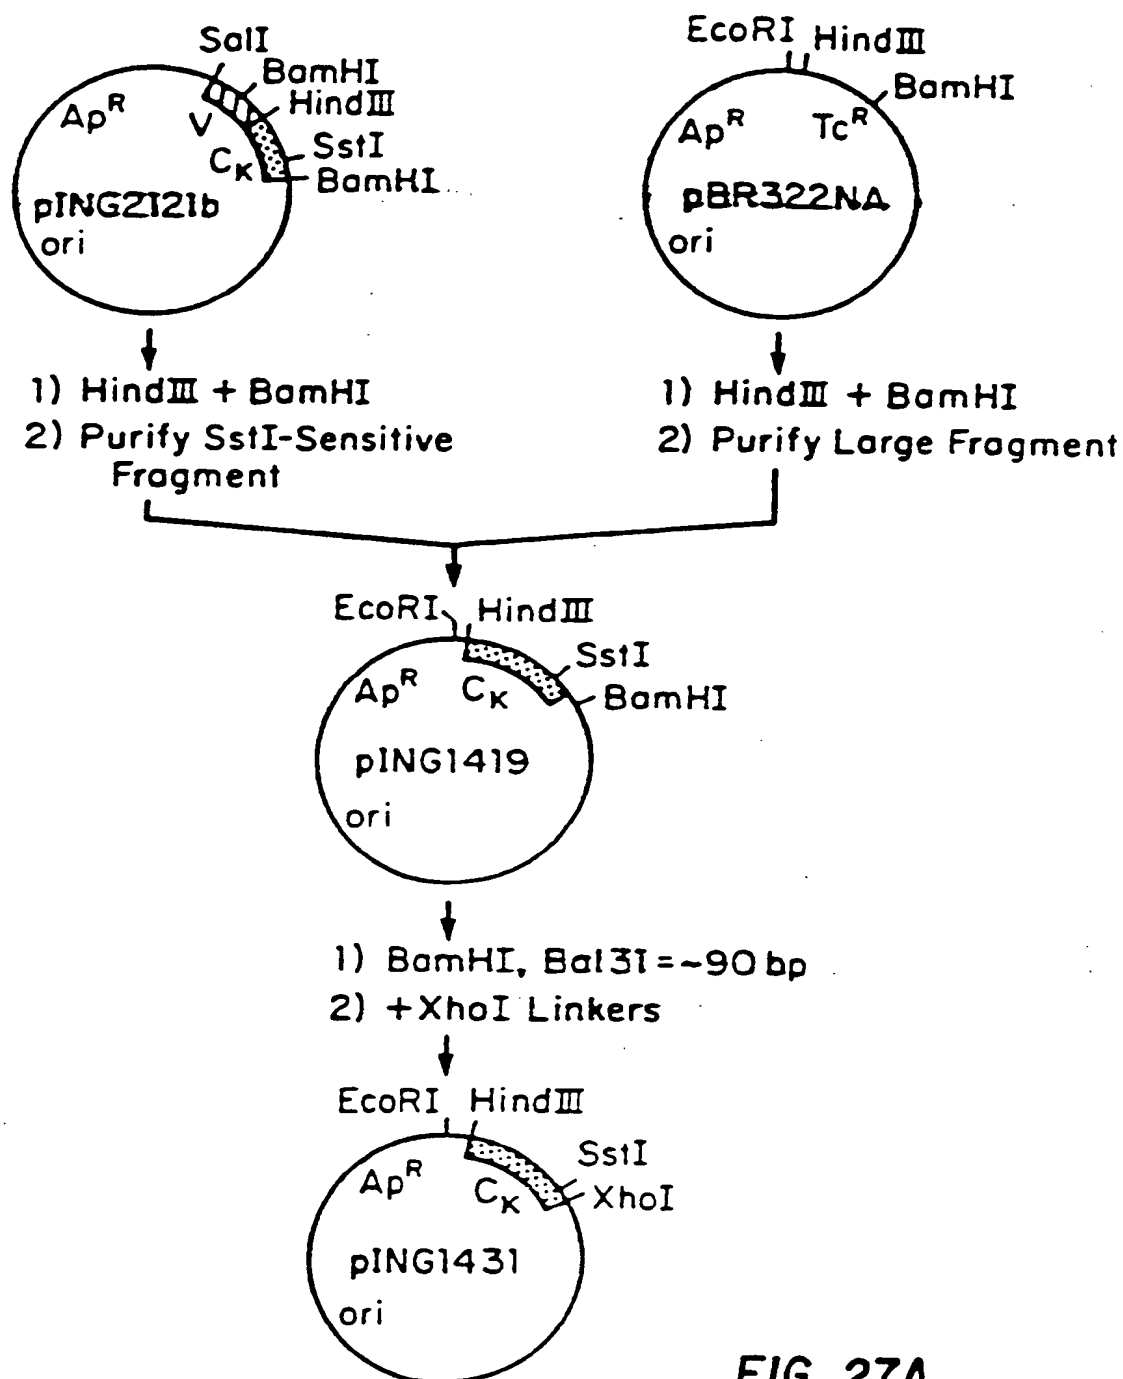 SalI
BamHI
HindIII
Ap^R
V
C_K
SstI
BamHI
pING2121b
ori
EcoRI HindIII
BamHI
Ap^R
Tc^R
pBR322NA
ori
1) HindIII + BamHI
2) Purify SstI-Sensitive
Fragment
1) HindIII + BamHI
2) Purify Large Fragment
EcoRI HindIII
SstI
Ap^R
C_K
BamHI
pING1419
ori
1) BamHI, Bal31=~90 bp
2) +XhoI Linkers
EcoRI HindIII
SstI
Ap^R
C_K
XhoI
pING1431
ori
FIG. 27A